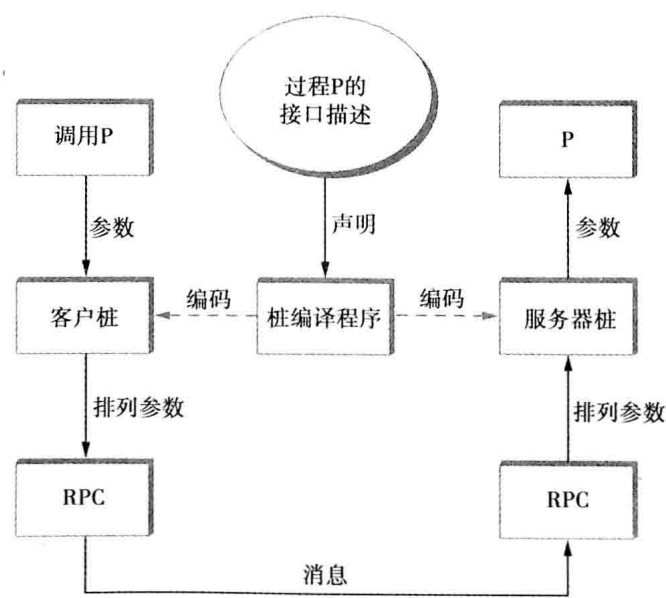 过程P的
接口描述
调用P
P
参数
声明
参数
客户桩
编码
桩编译程序
编码
服务器桩
排列参数
排列参数
RPC
RPC
消息